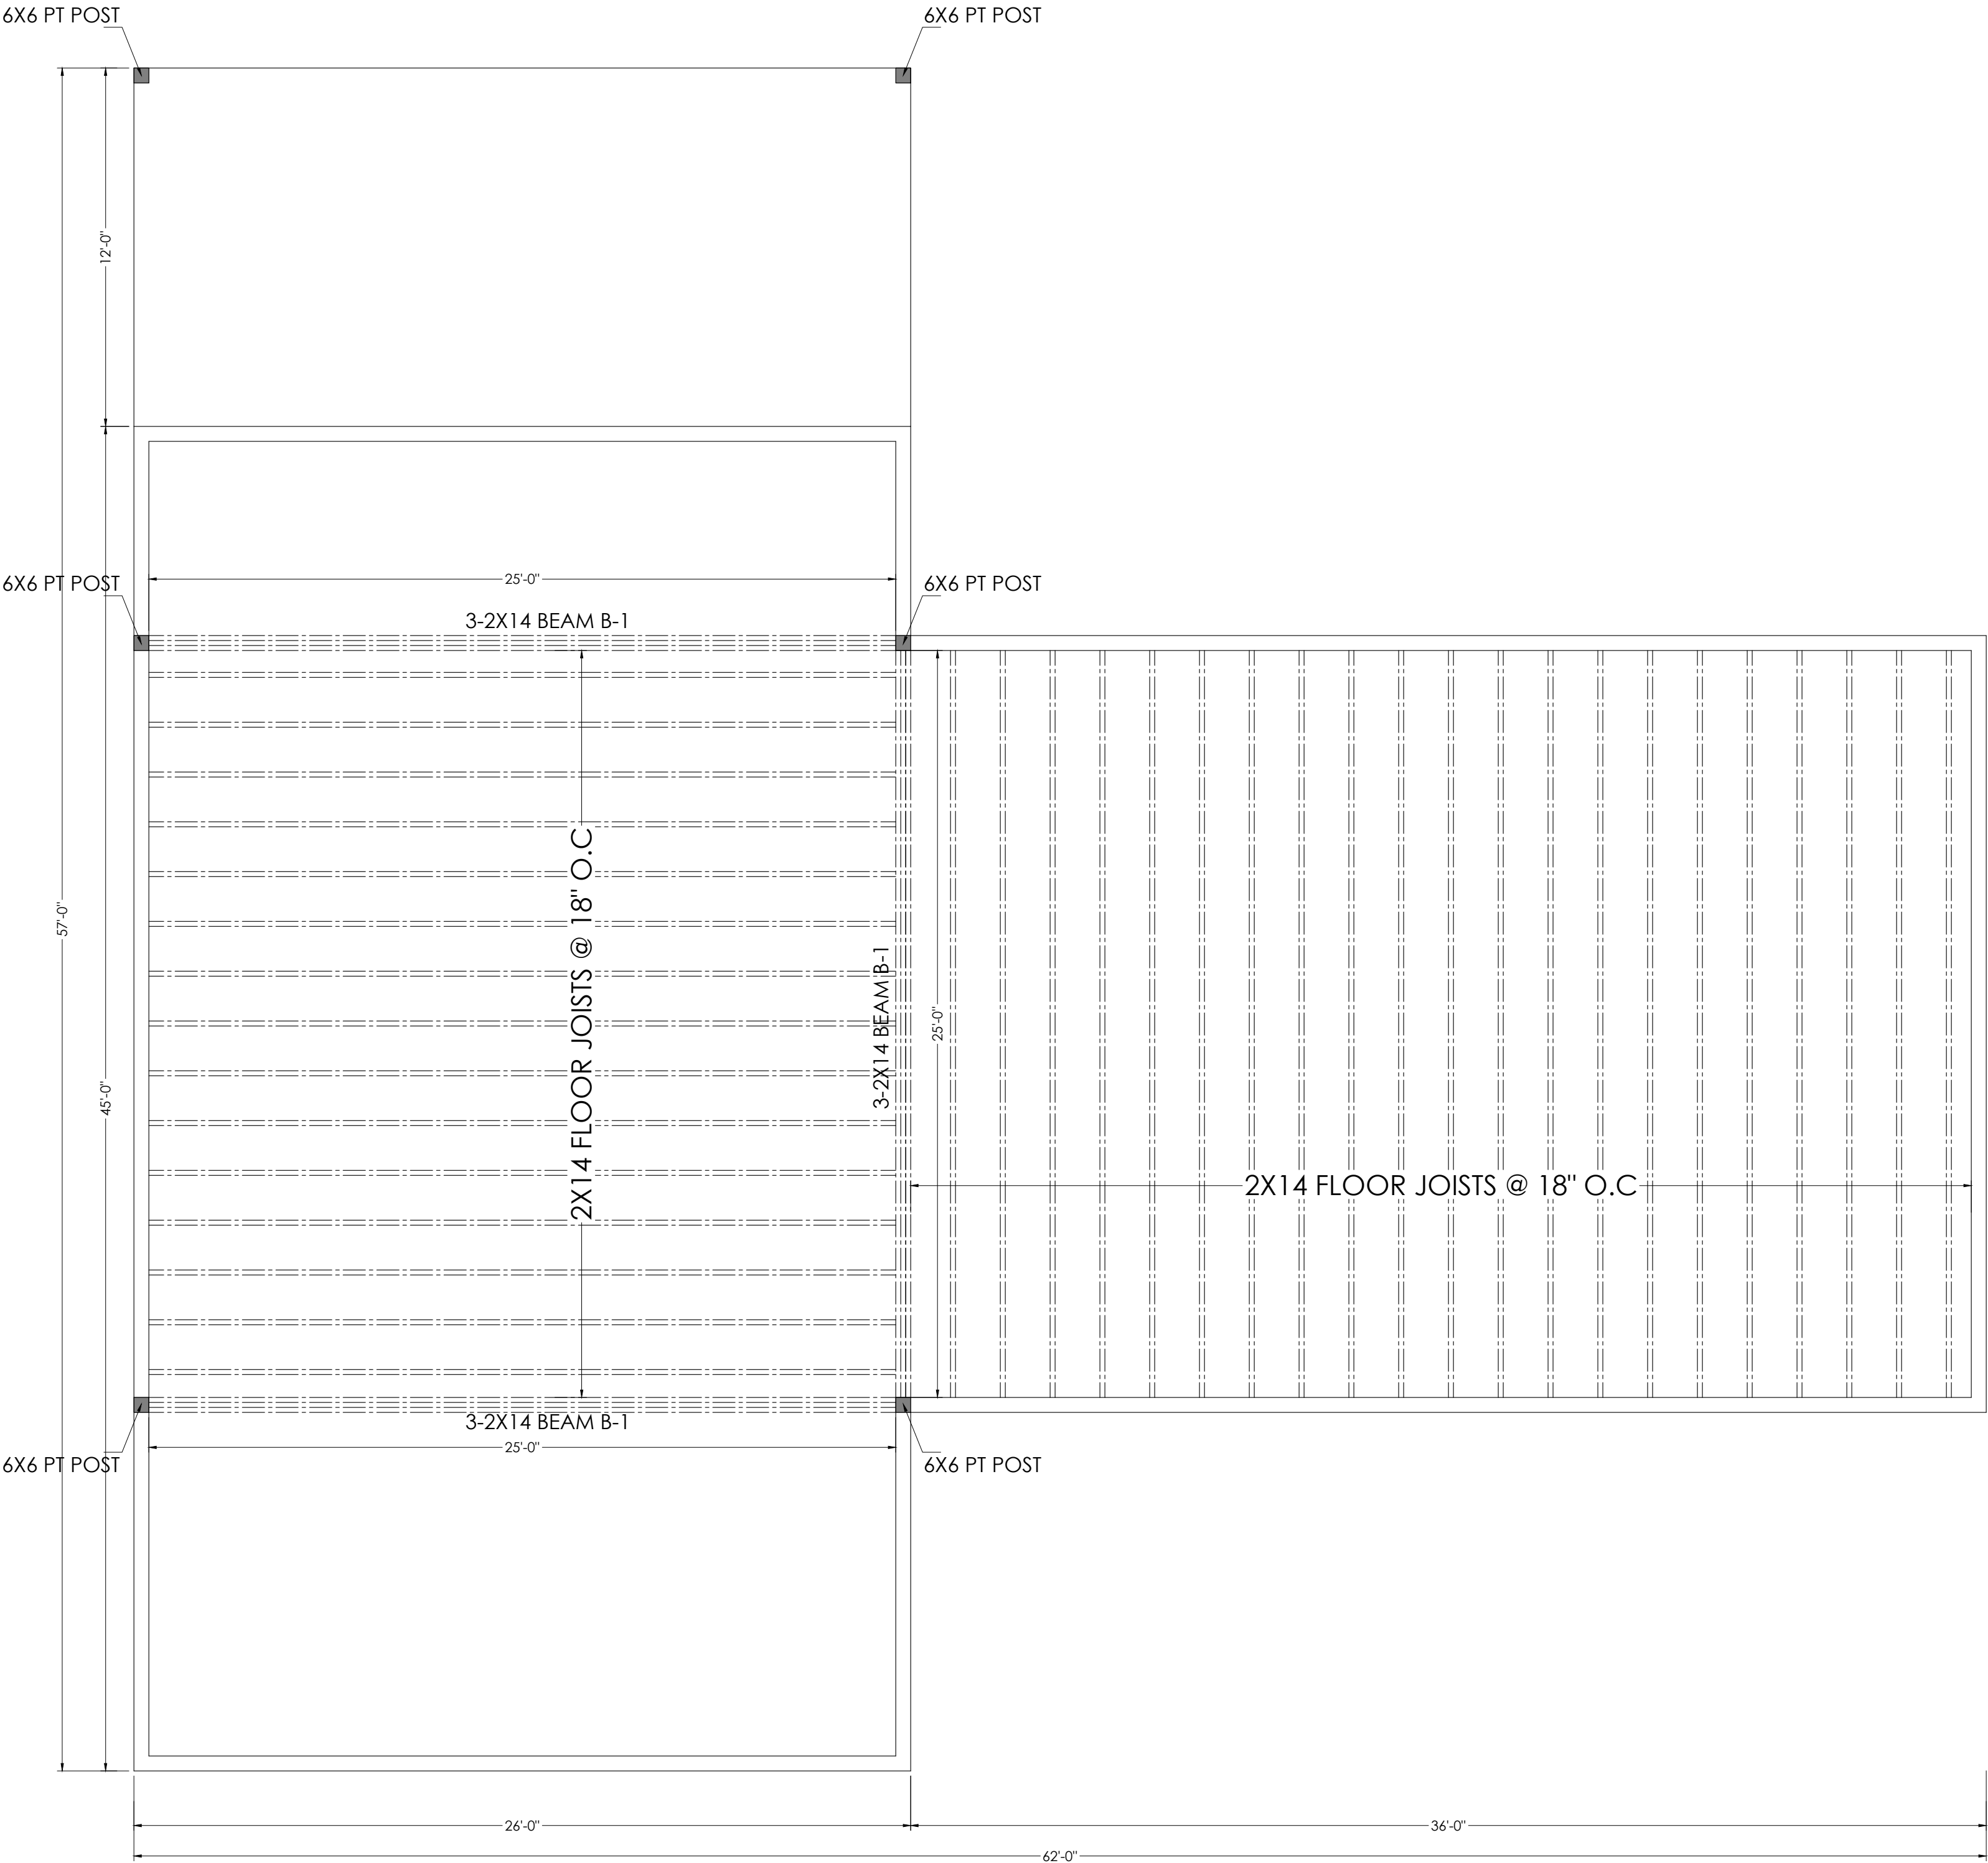 6X6 PT POST
6X6 PT POST
12'-0"
6X6 PT POST
25'-0"
6X6 PT POST
3-2X14 BEAM B-1
57'-0"
45'-0"
2X14 FLOOR JOISTS @ 18" O.C
3-2X14 BEAM B-1
25'-0"
2X14 FLOOR JOISTS @ 18" O.C
3-2X14 BEAM B-1
25'-0"
6X6 PT POST
6X6 PT POST
26'-0"
36'-0"
62'-0"